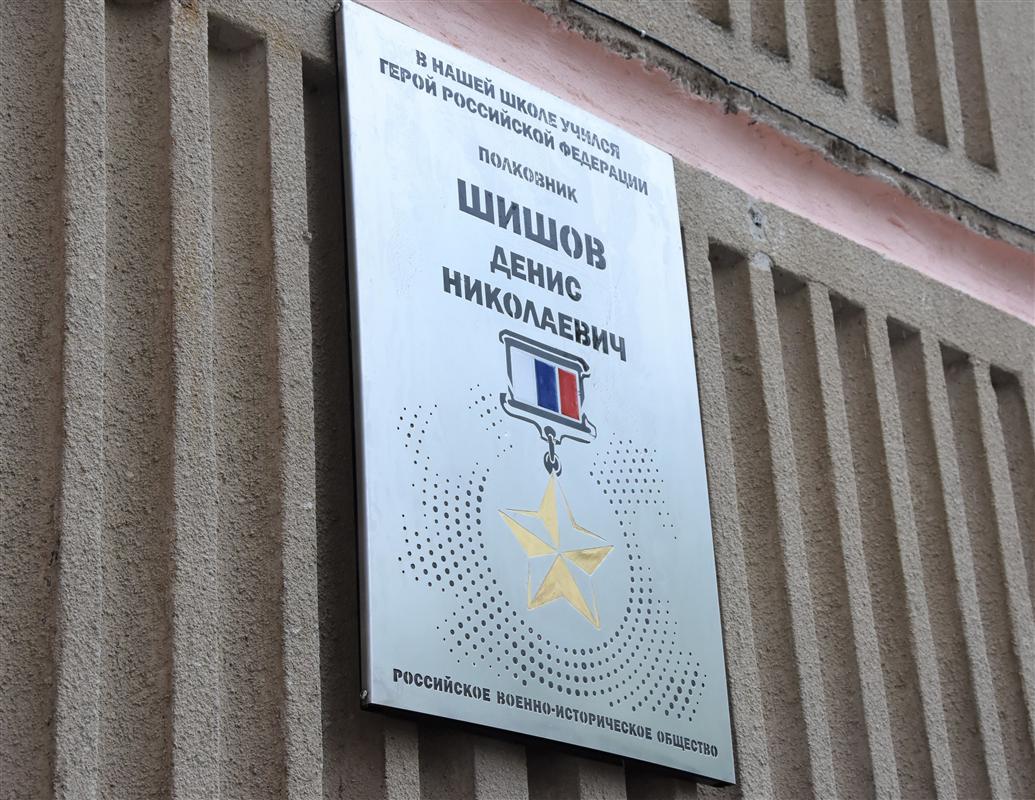 В НАШЕЙ ШКОЛЕ УЧИЛСЯ
ГЕРОЙ РОССИЙСКОЙ ФЕДЕРАЦИИ
ПОЛКОВНИК
ШИШОВ
ДЕНИС
НИКОЛАЕВИЧ
РОССИЙСКОЕ ВОЕННО-ИСТОРИЧЕСКОЕ ОБЩЕСТВО